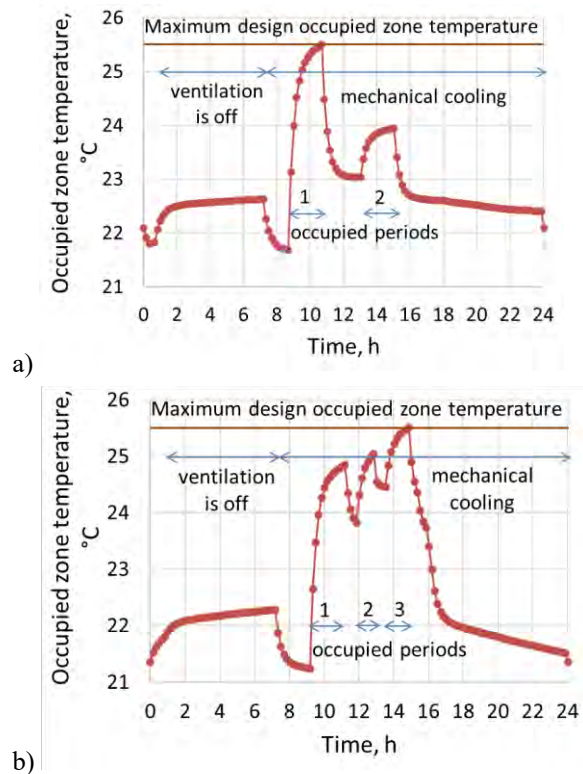 Occupied zone temperature,
°C
26
25
24
23
22
21
Maximum design occupied zone temperature
ventilation
is off
mechanical cooling
1
2
occupied periods
0 2 4 6 8 10 12 14 16 18 20 22 24
Time, h
a)
Occupied zone temperature,
°C
26
25
24
23
22
21
Maximum design occupied zone temperature
ventilation
is off
mechanical
cooling
1
2
3
occupied periods
0 2 4 6 8 10 12 14 16 18 20 22 24
Time, h
b)